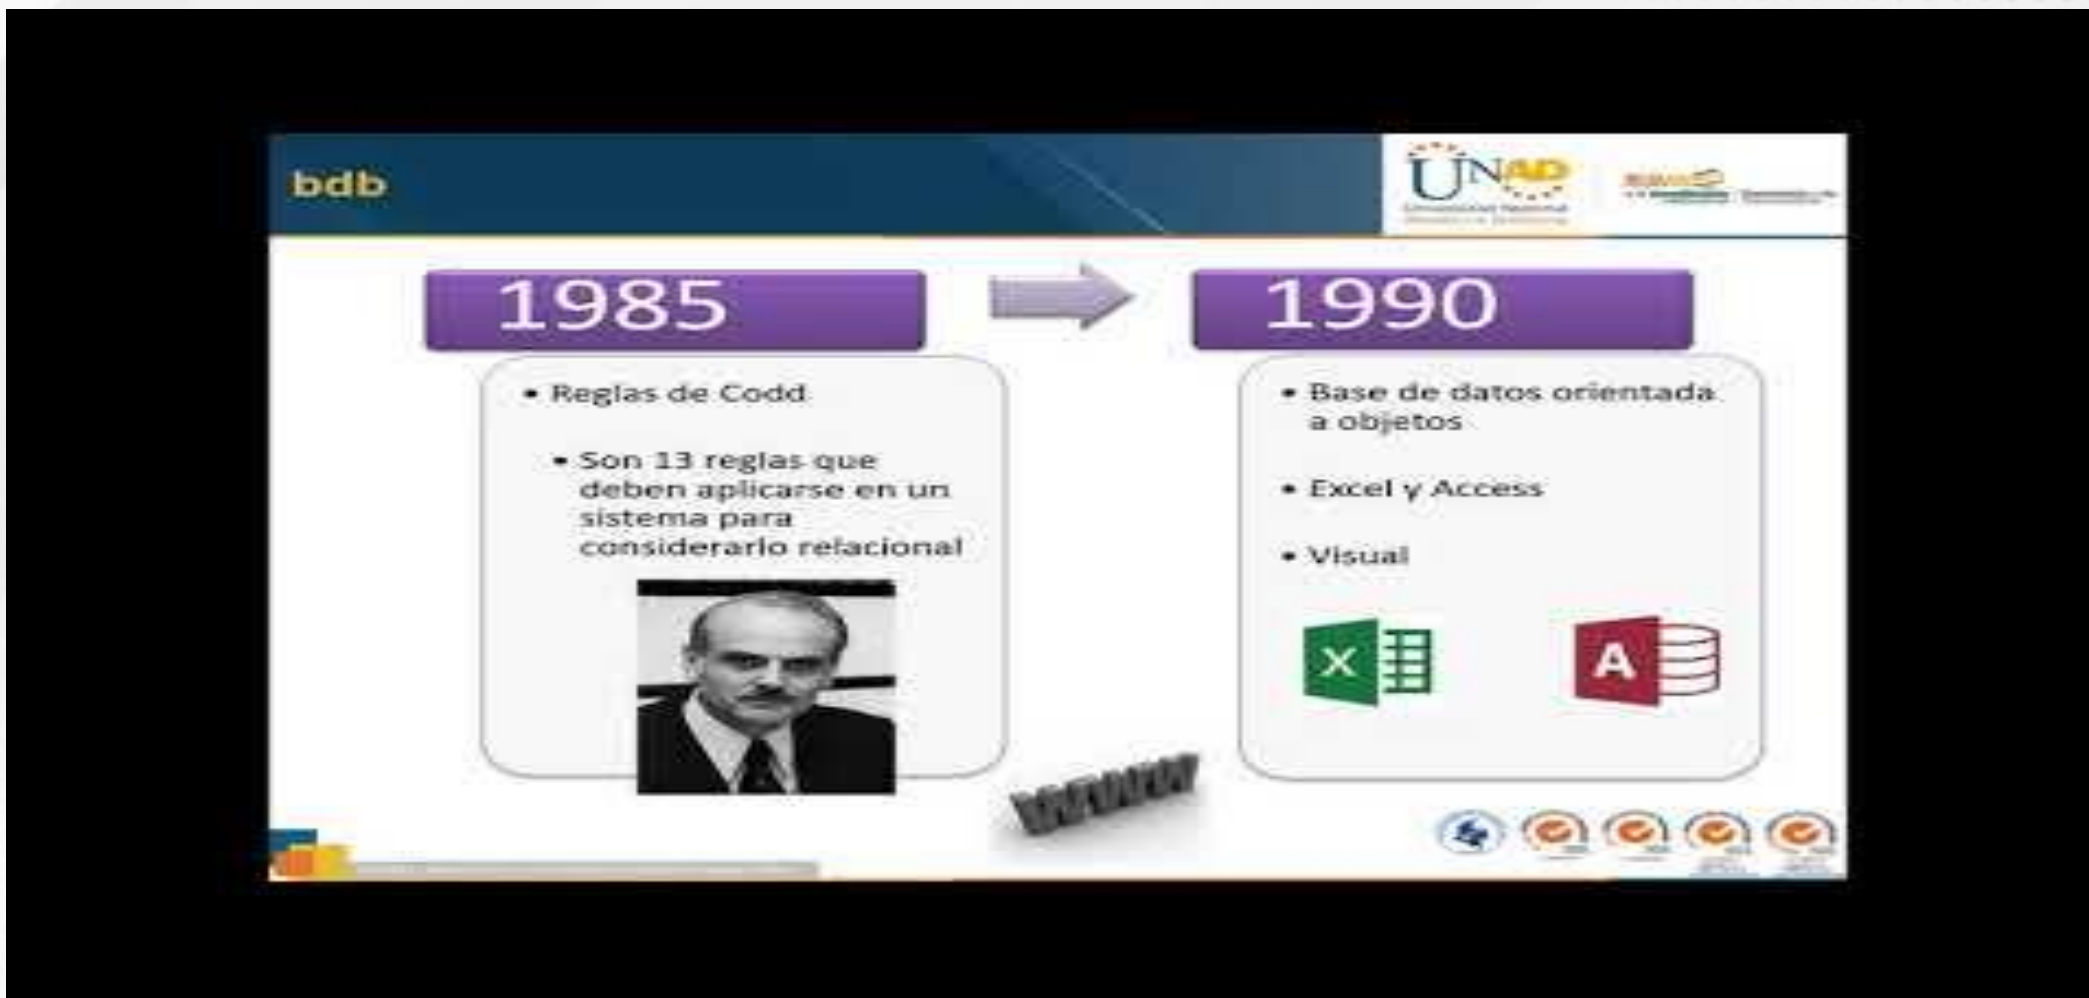 bdb
UNAD
1985
1990
• Reglas de Codd
• Son 13 reglas que
deben aplicarse en un
sistema para
considerarlo relacional
• Base de datos orientada
a objetos
• Excel y Access
• Visual
X
A
www